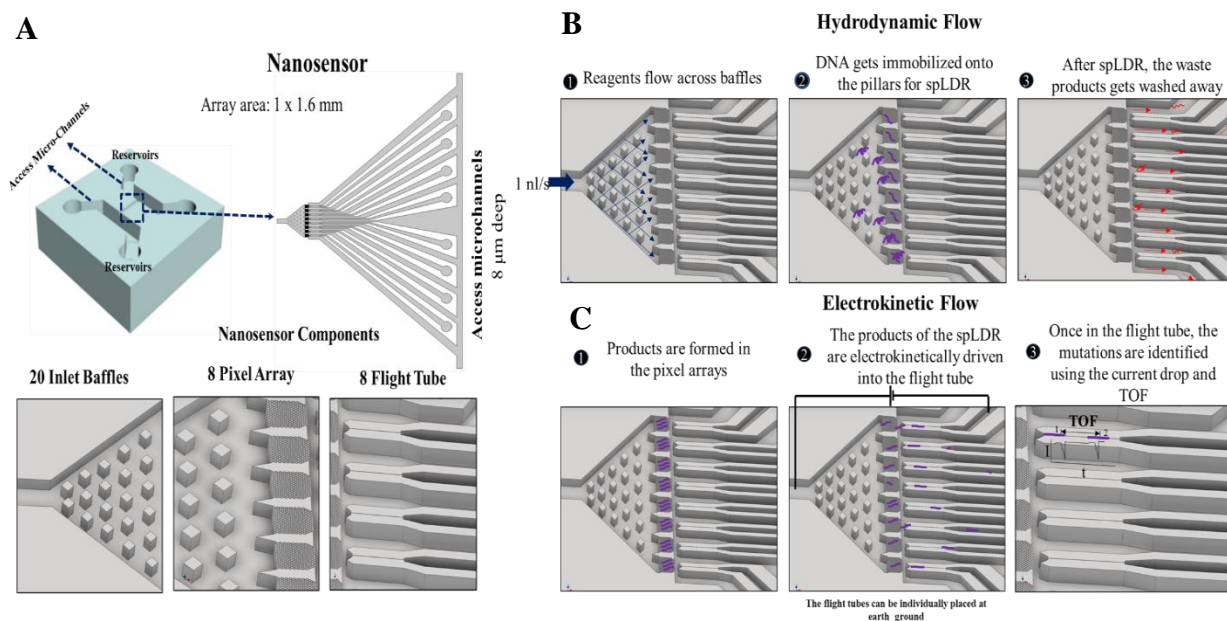 A
Nanosensor
Array area: 1 x 1.6 mm
Access Micro-Channels
Reservoirs
Reservoirs
Access microchannels
8 μm deep
Nanosensor Components
20 Inlet Baffles
8 Pixel Array
8 Flight Tube
B
Hydrodynamic Flow
1 Reagents flow across baffles
2 DNA gets immobilized onto
the pillars for spLDR
3 After spLDR, the waste
products gets washed away
1 nl/s
C
Electrokinetic Flow
1 Products are formed in
the pixel arrays
2 The products of the spLDR
are electrokinetically driven
into the flight tube
3 Once in the flight tube, the
mutations are identified
using the current drop and
TOF
TOF
1
2
I
t
The flight tubes can be individually placed at
earth ground